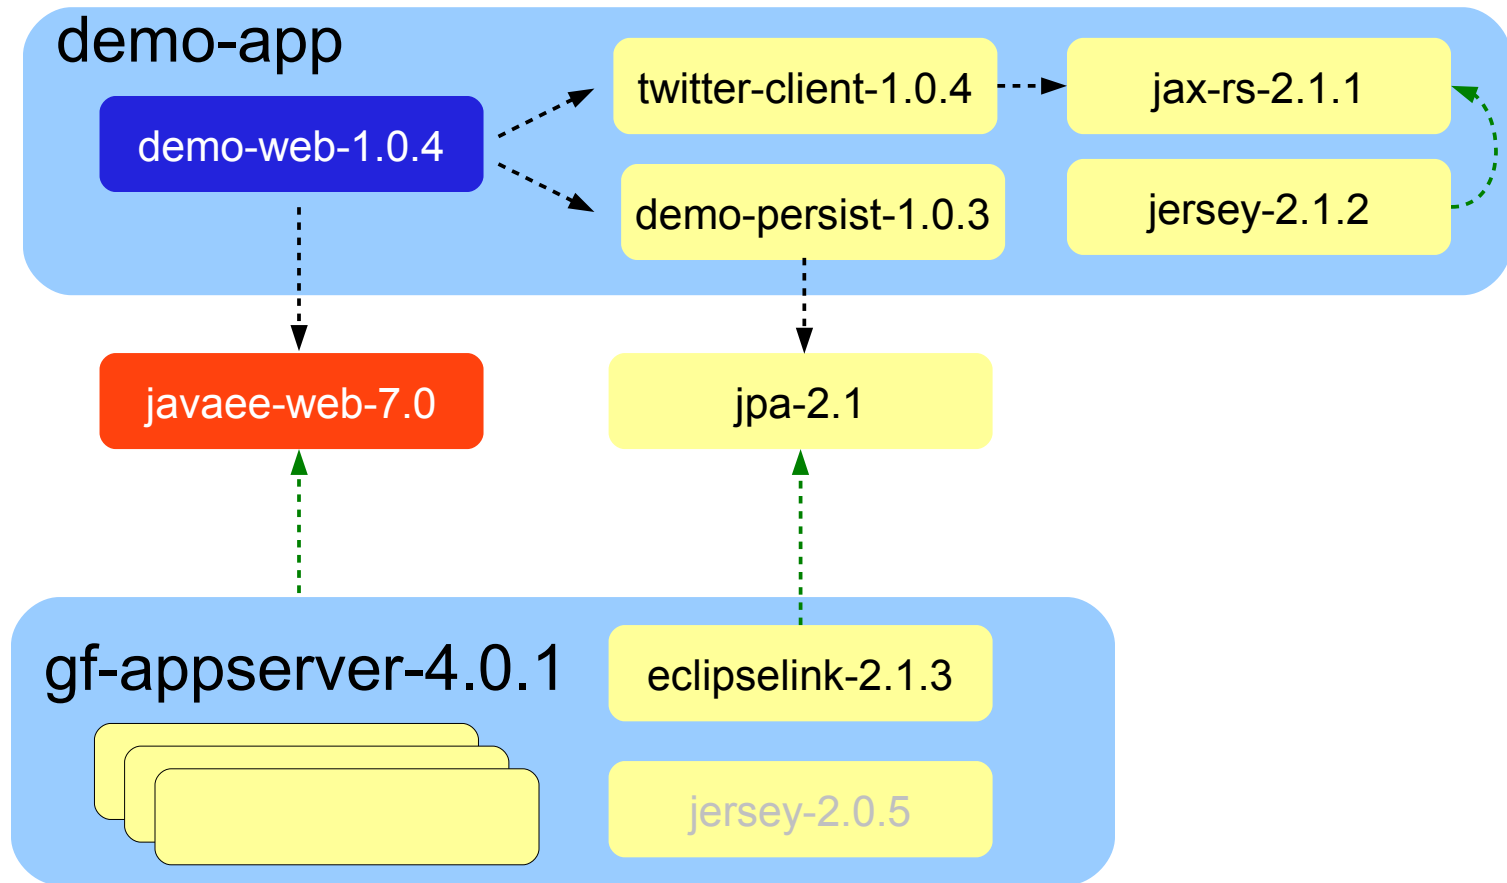 demo-app
twitter-client-1.0.4
jax-rs-2.1.1
demo-web-1.0.4
demo-persist-1.0.3
jersey-2.1.2
javaee-web-7.0
jpa-2.1
gf-appserver-4.0.1
eclipselink-2.1.3
jersey-2.0.5